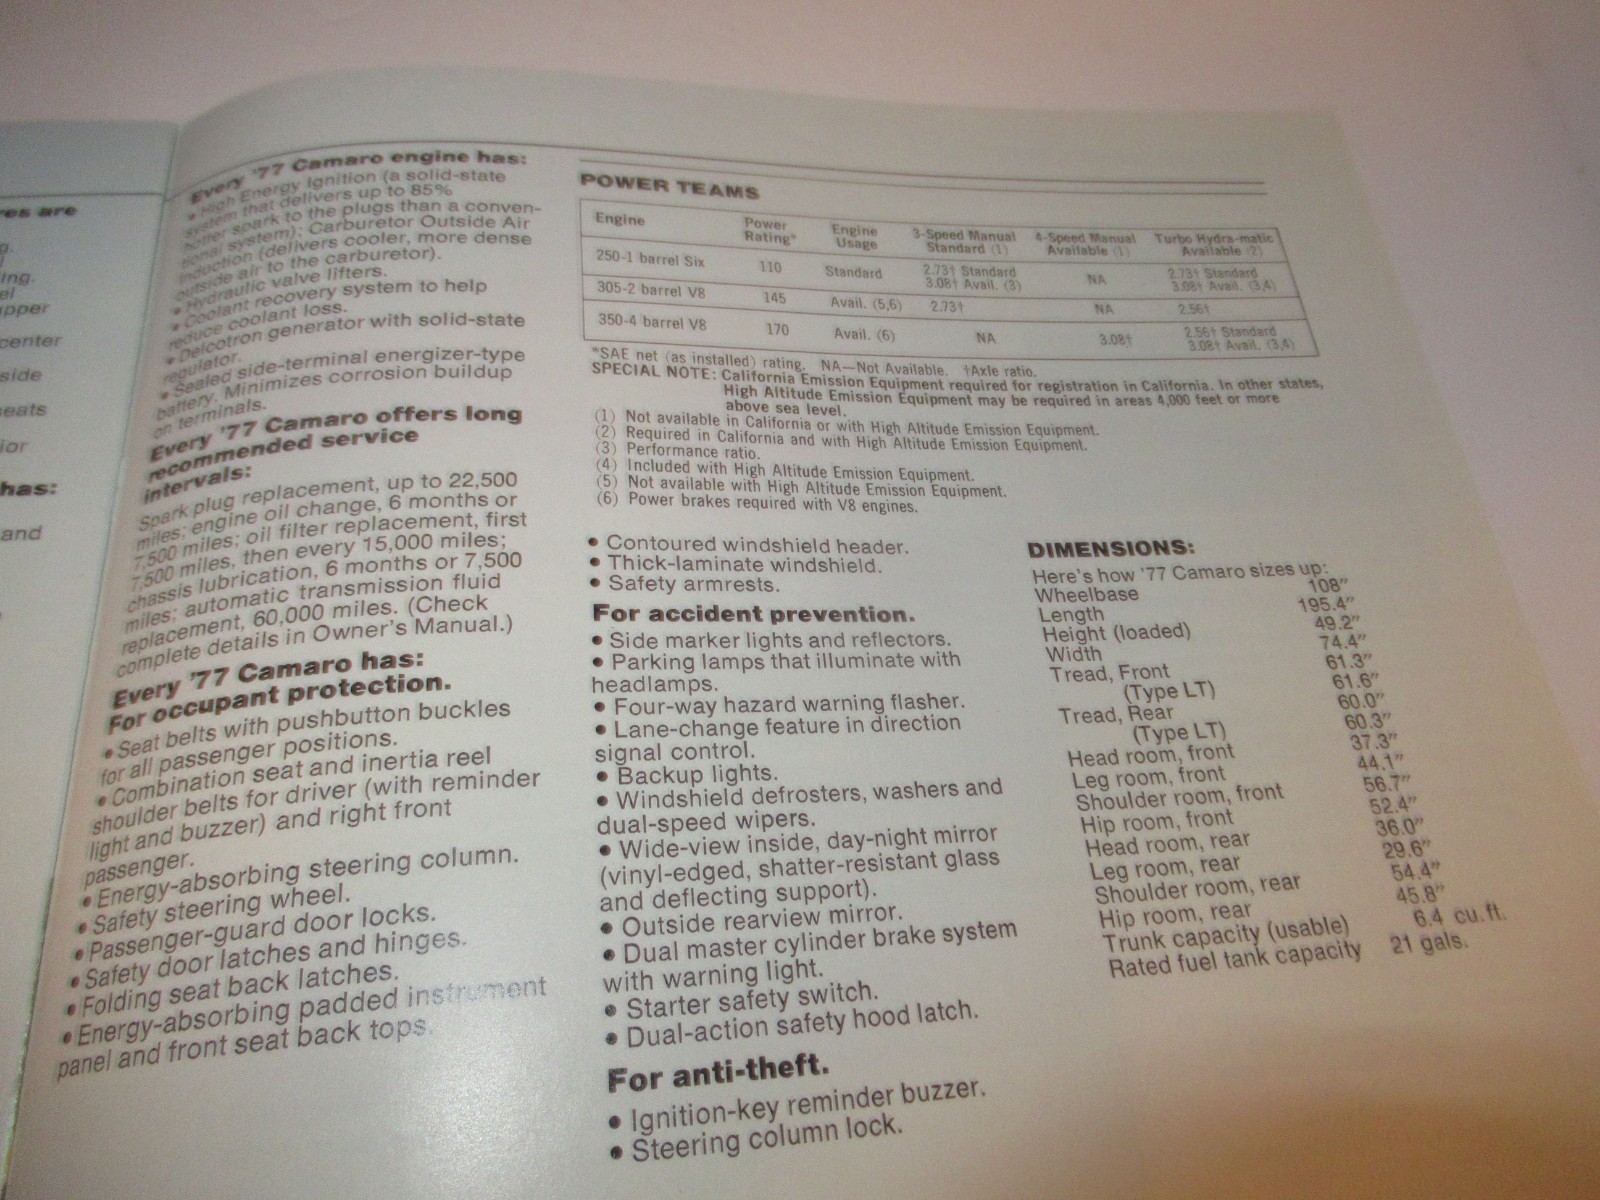 res are
g.
ing.
el
upper
center
side
seats
ior
has:
and
Every '77 Camaro engine has:
• High Energy Ignition (a solid-state
system that delivers up to 85%
hotter spark to the plugs than a conven-
tional system); Carburetor Outside Air
Induction (delivers cooler, more dense
outside air to the carburetor).
• Hydraulic valve lifters.
• Coolant recovery system to help
reduce coolant loss.
• Delcotron generator with solid-state
regulator.
• Sealed side-terminal energizer-type
battery. Minimizes corrosion buildup
on terminals.
Every '77 Camaro offers long
recommended service
intervals:
Spark plug replacement, up to 22,500
miles; engine oil change, 6 months or
7,500 miles; oil filter replacement, first
7,500 miles, then every 15,000 miles;
chassis lubrication, 6 months or 7,500
miles; automatic transmission fluid
replacement, 60,000 miles. (Check
complete details in Owner's Manual.)
Every '77 Camaro has:
For occupant protection.
• Seat belts with pushbutton buckles
for all passenger positions.
• Combination seat and inertia reel
shoulder belts for driver (with reminder
light and buzzer) and right front
passenger.
• Energy-absorbing steering column.
• Safety steering wheel.
• Passenger-guard door locks.
• Safety door latches and hinges.
• Folding seat back latches.
• Energy-absorbing padded instrument
panel and front seat back tops.
POWER TEAMS
Engine Power Rating* Engine Usage 3-Speed Manual Standard (1) 4-Speed Manual Available (1) Turbo Hydra-matic Available (2)
250-1 barrel Six 110 Standard 2.73† Standard 3.08† Avail. (3) NA 2.73† Standard 3.08† Avail. (3,4)
305-2 barrel V8 145 Avail. (5,6) 2.73† NA 2.56†
350-4 barrel V8 170 Avail. (6) NA 3.08† 2.56† Standard 3.08† Avail. (3,4)
*SAE net (as installed) rating. NA—Not Available. †Axle ratio.
SPECIAL NOTE: California Emission Equipment required for registration in California. In other states,
High Altitude Emission Equipment may be required in areas 4,000 feet or more
above sea level.
(1) Not available in California or with High Altitude Emission Equipment.
(2) Required in California and with High Altitude Emission Equipment.
(3) Performance ratio.
(4) Included with High Altitude Emission Equipment.
(5) Not available with High Altitude Emission Equipment.
(6) Power brakes required with V8 engines.
• Contoured windshield header.
• Thick-laminate windshield.
• Safety armrests.
For accident prevention.
• Side marker lights and reflectors.
• Parking lamps that illuminate with
headlamps.
• Four-way hazard warning flasher.
• Lane-change feature in direction
signal control.
• Backup lights.
• Windshield defrosters, washers and
dual-speed wipers.
• Wide-view inside, day-night mirror
(vinyl-edged, shatter-resistant glass
and deflecting support).
• Outside rearview mirror.
• Dual master cylinder brake system
with warning light.
• Starter safety switch.
• Dual-action safety hood latch.
For anti-theft.
• Ignition-key reminder buzzer.
• Steering column lock.
DIMENSIONS:
Here's how '77 Camaro sizes up:
Wheelbase 108"
Length 195.4"
Height (loaded) 49.2"
Width 74.4"
Tread, Front 61.3"
(Type LT) 61.6"
Tread, Rear 60.0"
(Type LT) 60.3"
Head room, front 37.3"
Leg room, front 44.1"
Shoulder room, front 56.7"
Hip room, front 52.4"
Head room, rear 36.0"
Leg room, rear 29.6"
Shoulder room, rear 54.4"
Hip room, rear 45.8"
Trunk capacity (usable) 6.4 cu. ft.
Rated fuel tank capacity 21 gals.